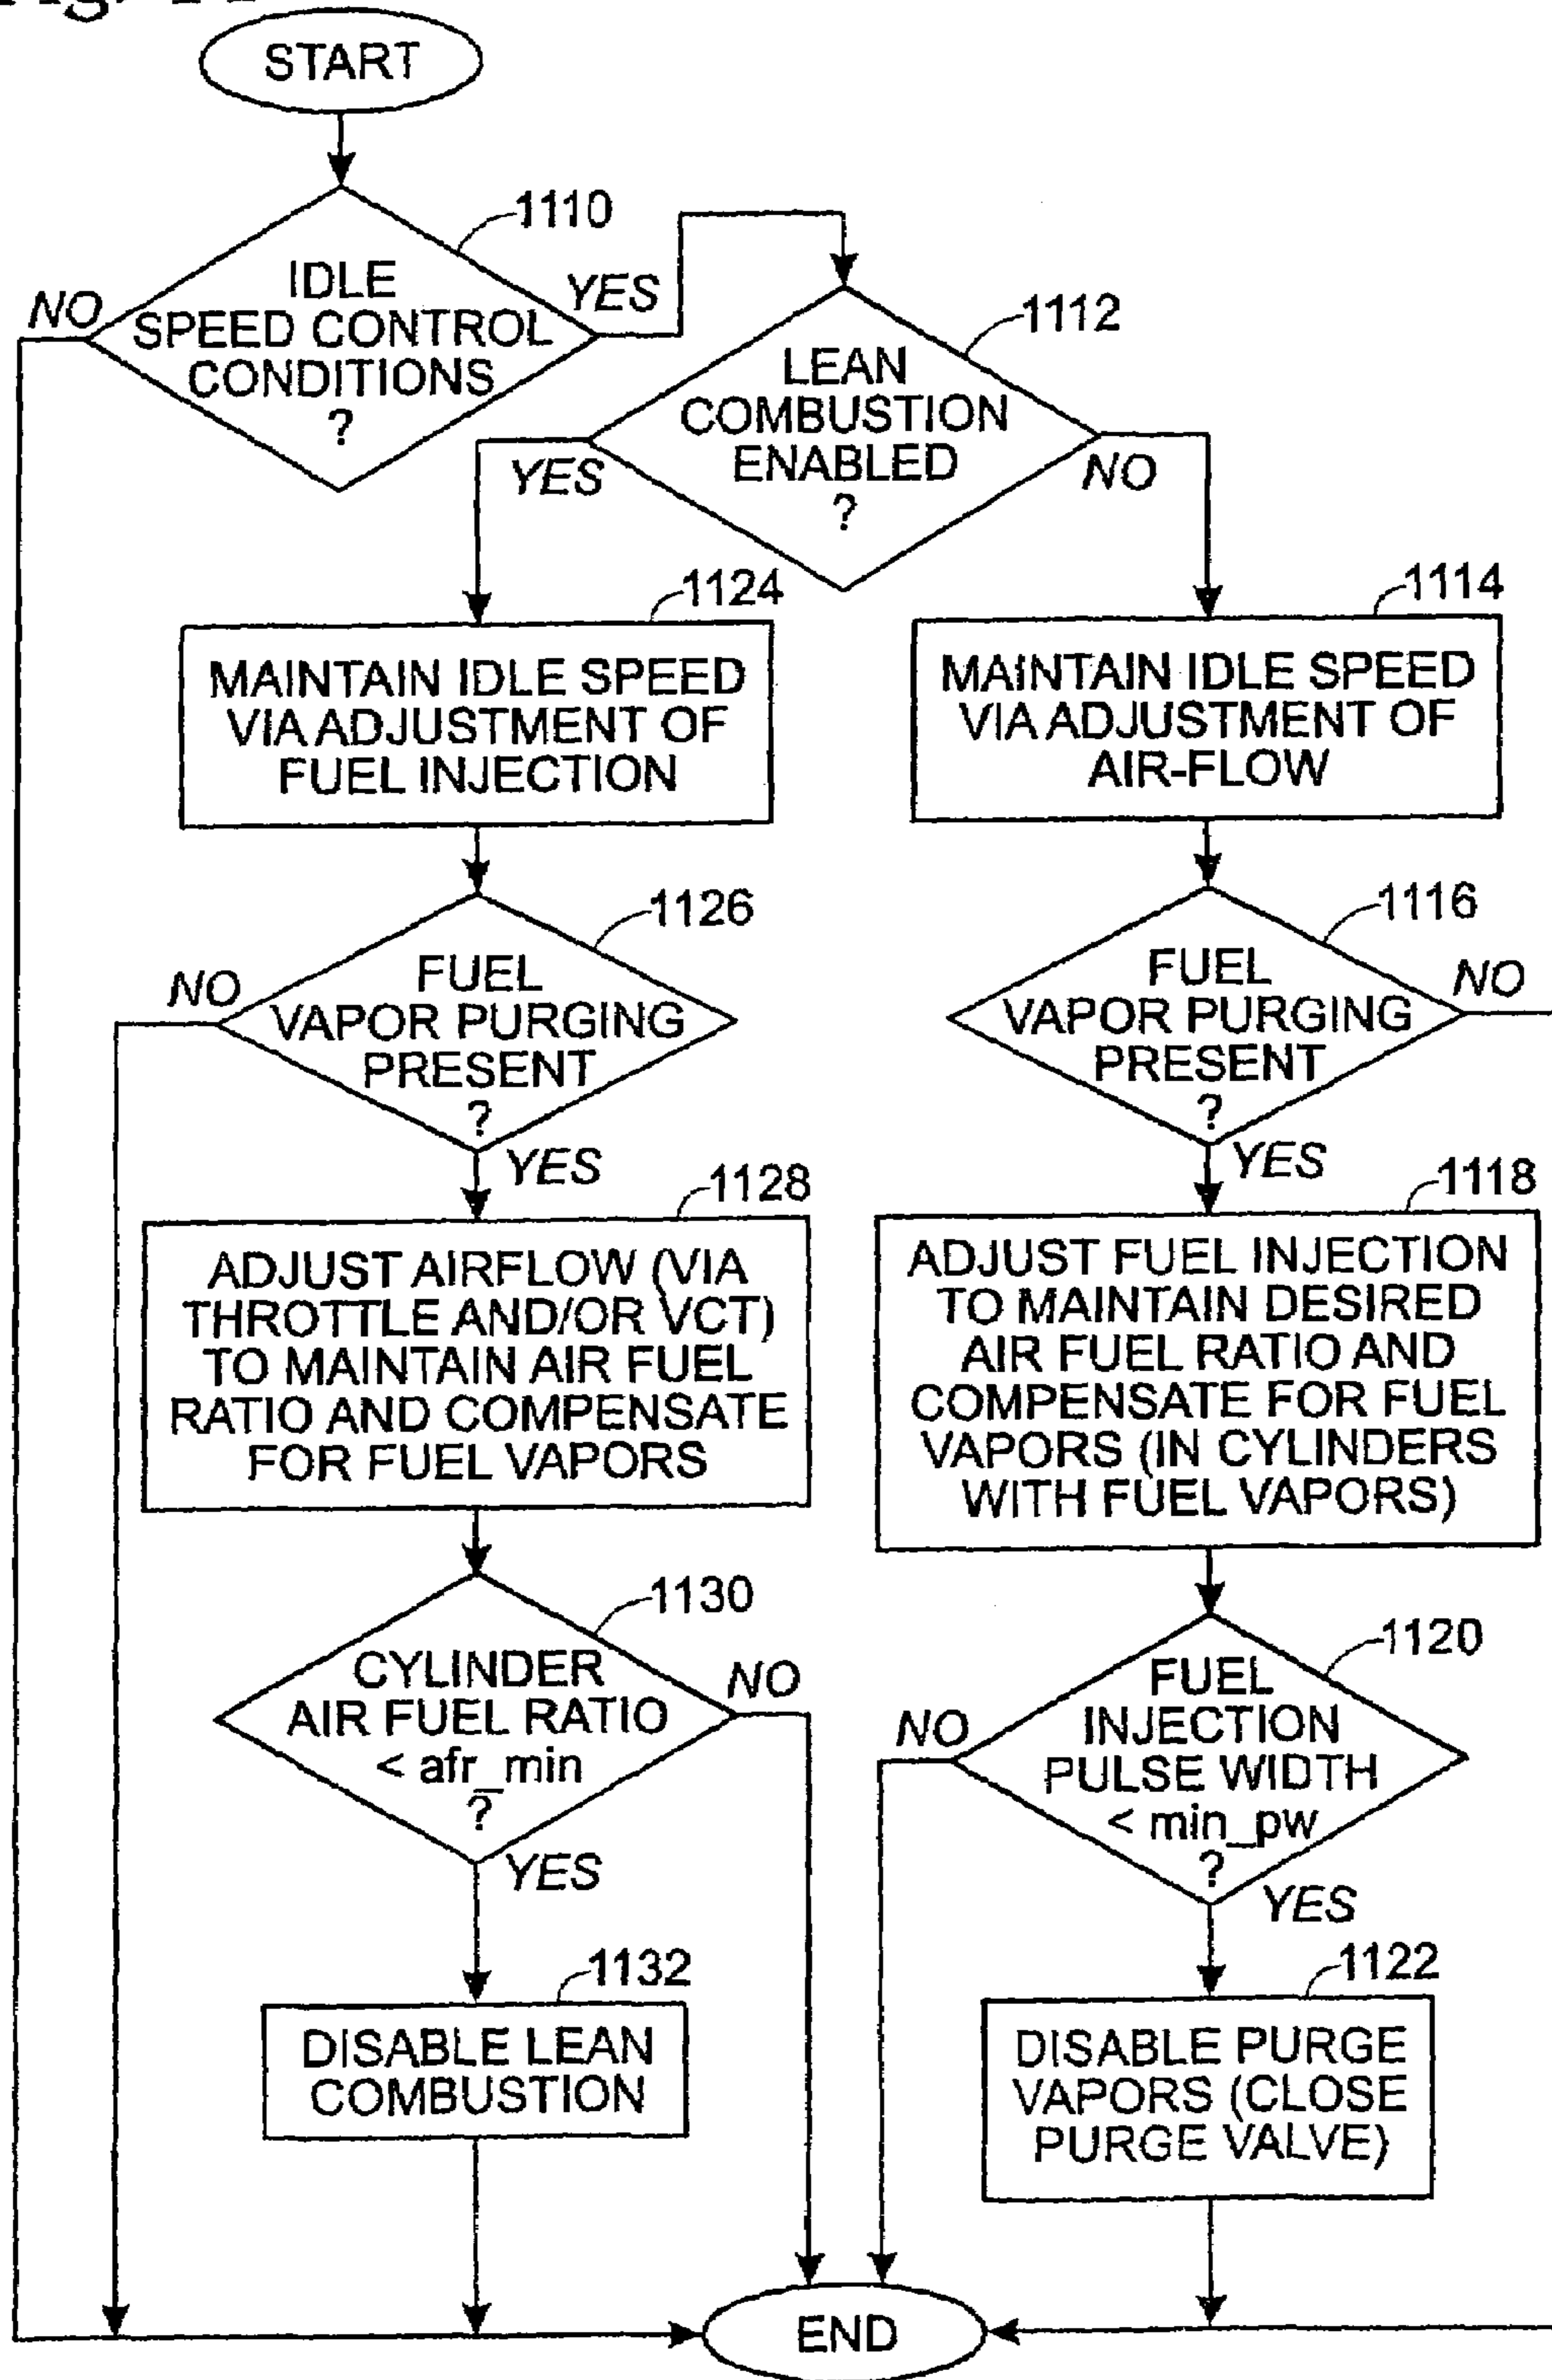 START
1110
IDLE
SPEED CONTROL
CONDITIONS
?
NO
YES
1112
LEAN
COMBUSTION
ENABLED
?
YES
NO
1124
MAINTAIN IDLE SPEED
VIA ADJUSTMENT OF
FUEL INJECTION
1114
MAINTAIN IDLE SPEED
VIA ADJUSTMENT OF
AIR-FLOW
1126
FUEL
VAPOR PURGING
PRESENT
?
NO
YES
1116
FUEL
VAPOR PURGING
PRESENT
?
NO
YES
1128
ADJUST AIRFLOW (VIA
THROTTLE AND/OR VCT)
TO MAINTAIN AIR FUEL
RATIO AND COMPENSATE
FOR FUEL VAPORS
1118
ADJUST FUEL INJECTION
TO MAINTAIN DESIRED
AIR FUEL RATIO AND
COMPENSATE FOR FUEL
VAPORS (IN CYLINDERS
WITH FUEL VAPORS)
1130
CYLINDER
AIR FUEL RATIO
< afr_min
?
NO
YES
1120
FUEL
INJECTION
PULSE WIDTH
< min_pw
?
NO
YES
1132
DISABLE LEAN
COMBUSTION
1122
DISABLE PURGE
VAPORS (CLOSE
PURGE VALVE)
END